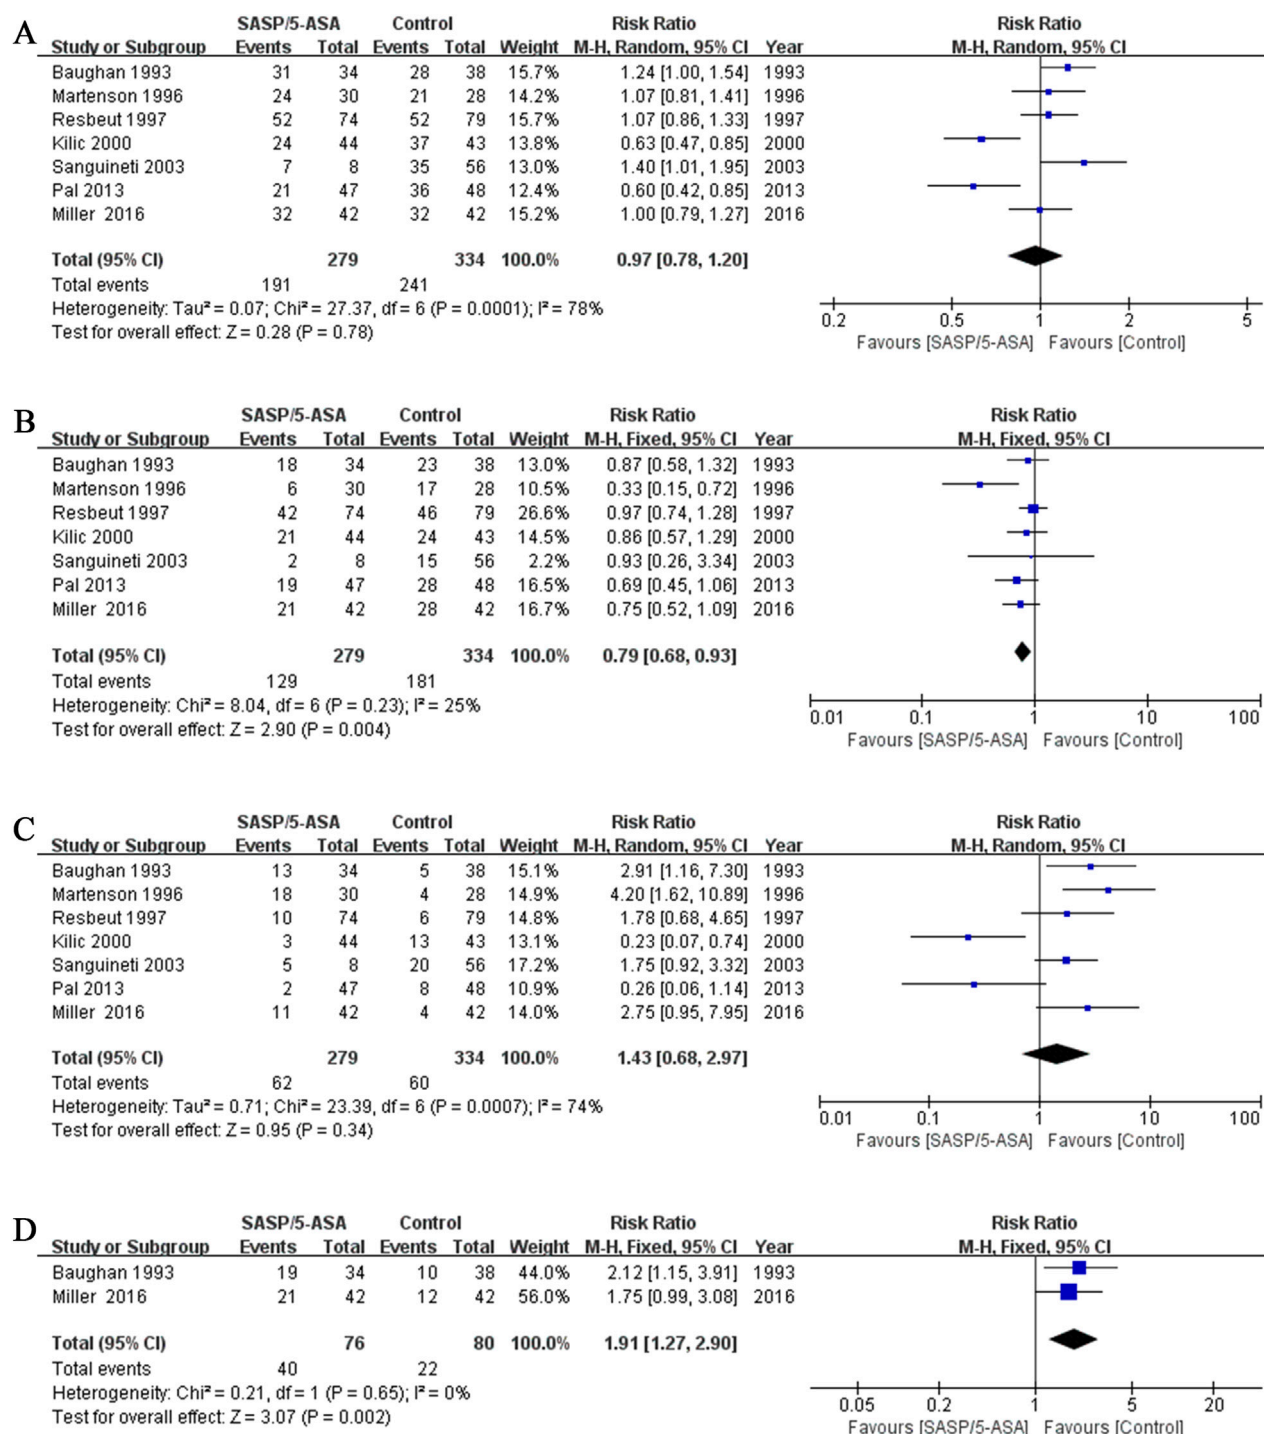 A
SASP/5-ASA Control Risk Ratio Risk Ratio
Study or Subgroup Events Total Events Total Weight M-H, Random, 95% CI Year M-H, Random, 95% CI
Baughan 1993 31 34 28 38 15.7% 1.24 [1.00, 1.54] 1993
Martenson 1996 24 30 21 28 14.2% 1.07 [0.81, 1.41] 1996
Resbeut 1997 52 74 52 79 15.7% 1.07 [0.86, 1.33] 1997
Kilic 2000 24 44 37 43 13.8% 0.63 [0.47, 0.85] 2000
Sanguineti 2003 7 8 35 56 13.0% 1.40 [1.01, 1.95] 2003
Pal 2013 21 47 36 48 12.4% 0.60 [0.42, 0.85] 2013
Miller 2016 32 42 32 42 15.2% 1.00 [0.79, 1.27] 2016
Total (95% CI) 279 334 100.0% 0.97 [0.78, 1.20]
Total events 191 241
Heterogeneity: Tau² = 0.07; Chi² = 27.37, df = 6 (P = 0.0001); I² = 78%
Test for overall effect: Z = 0.28 (P = 0.78)
0.2 0.5 1 2 5
Favours [SASP/5-ASA] Favours [Control]
B
SASP/5-ASA Control Risk Ratio Risk Ratio
Study or Subgroup Events Total Events Total Weight M-H, Fixed, 95% CI Year M-H, Fixed, 95% CI
Baughan 1993 18 34 23 38 13.0% 0.87 [0.58, 1.32] 1993
Martenson 1996 6 30 17 28 10.5% 0.33 [0.15, 0.72] 1996
Resbeut 1997 42 74 46 79 26.6% 0.97 [0.74, 1.28] 1997
Kilic 2000 21 44 24 43 14.5% 0.86 [0.57, 1.29] 2000
Sanguineti 2003 2 8 15 56 2.2% 0.93 [0.26, 3.34] 2003
Pal 2013 19 47 28 48 16.5% 0.69 [0.45, 1.06] 2013
Miller 2016 21 42 28 42 16.7% 0.75 [0.52, 1.09] 2016
Total (95% CI) 279 334 100.0% 0.79 [0.68, 0.93]
Total events 129 181
Heterogeneity: Chi² = 8.04, df = 6 (P = 0.23); I² = 25%
Test for overall effect: Z = 2.90 (P = 0.004)
0.01 0.1 1 10 100
Favours [SASP/5-ASA] Favours [Control]
C
SASP/5-ASA Control Risk Ratio Risk Ratio
Study or Subgroup Events Total Events Total Weight M-H, Random, 95% CI Year M-H, Random, 95% CI
Baughan 1993 13 34 5 38 15.1% 2.91 [1.16, 7.30] 1993
Martenson 1996 18 30 4 28 14.9% 4.20 [1.62, 10.89] 1996
Resbeut 1997 10 74 6 79 14.8% 1.78 [0.68, 4.65] 1997
Kilic 2000 3 44 13 43 13.1% 0.23 [0.07, 0.74] 2000
Sanguineti 2003 5 8 20 56 17.2% 1.75 [0.92, 3.32] 2003
Pal 2013 2 47 8 48 10.9% 0.26 [0.06, 1.14] 2013
Miller 2016 11 42 4 42 14.0% 2.75 [0.95, 7.95] 2016
Total (95% CI) 279 334 100.0% 1.43 [0.68, 2.97]
Total events 62 60
Heterogeneity: Tau² = 0.71; Chi² = 23.39, df = 6 (P = 0.0007); I² = 74%
Test for overall effect: Z = 0.95 (P = 0.34)
0.01 0.1 1 10 100
Favours [SASP/5-ASA] Favours [Control]
D
SASP/5-ASA Control Risk Ratio Risk Ratio
Study or Subgroup Events Total Events Total Weight M-H, Fixed, 95% CI Year M-H, Fixed, 95% CI
Baughan 1993 19 34 10 38 44.0% 2.12 [1.15, 3.91] 1993
Miller 2016 21 42 12 42 56.0% 1.75 [0.99, 3.08] 2016
Total (95% CI) 76 80 100.0% 1.91 [1.27, 2.90]
Total events 40 22
Heterogeneity: Chi² = 0.21, df = 1 (P = 0.65); I² = 0%
Test for overall effect: Z = 3.07 (P = 0.002)
0.05 0.2 1 5 20
Favours [SASP/5-ASA] Favours [Control]